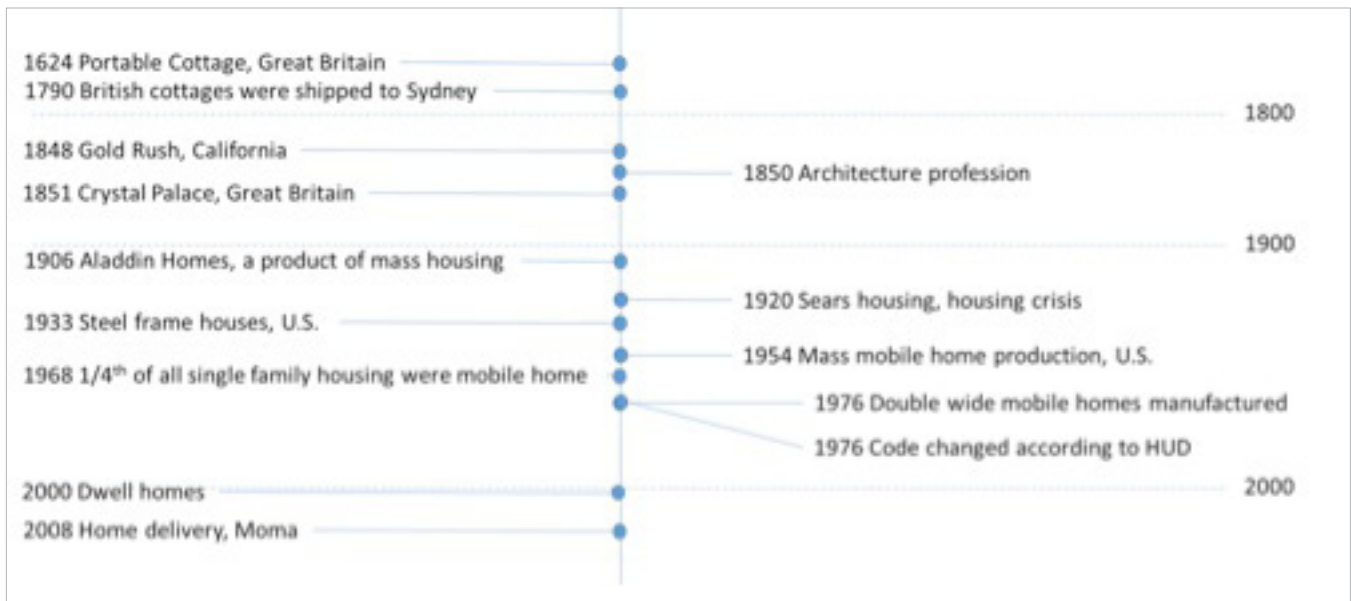 1624 Portable Cottage, Great Britain
1790 British cottages were shipped to Sydney
1800
1848 Gold Rush, California
1850 Architecture profession
1851 Crystal Palace, Great Britain
1900
1906 Aladdin Homes, a product of mass housing
1920 Sears housing, housing crisis
1933 Steel frame houses, U.S.
1954 Mass mobile home production, U.S.
1968 1/4th of all single family housing were mobile home
1976 Double wide mobile homes manufactured
1976 Code changed according to HUD
2000 Dwell homes
2000
2008 Home delivery, Moma